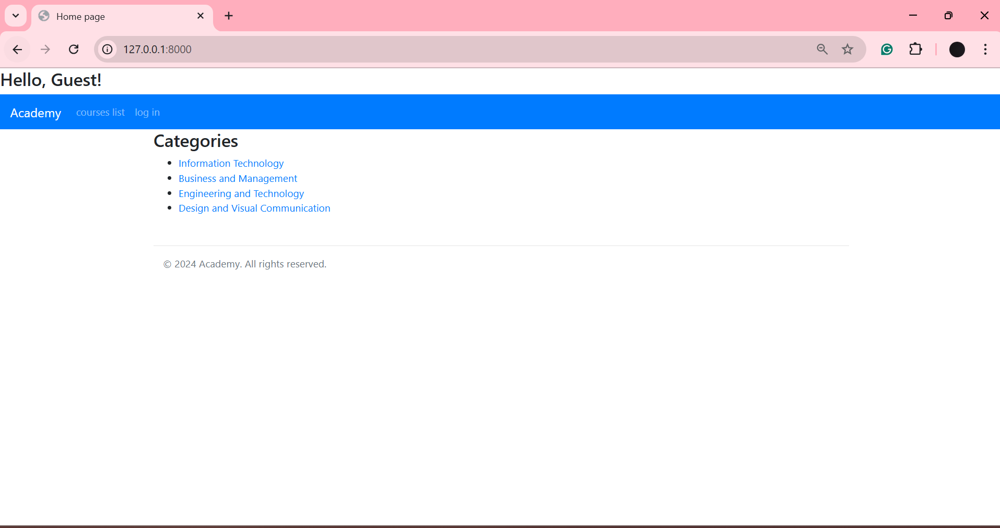 Home page
127.0.0.1:8000
Hello, Guest!
Academy courses list log in
Categories
Information Technology
Business and Management
Engineering and Technology
Design and Visual Communication
© 2024 Academy. All rights reserved.